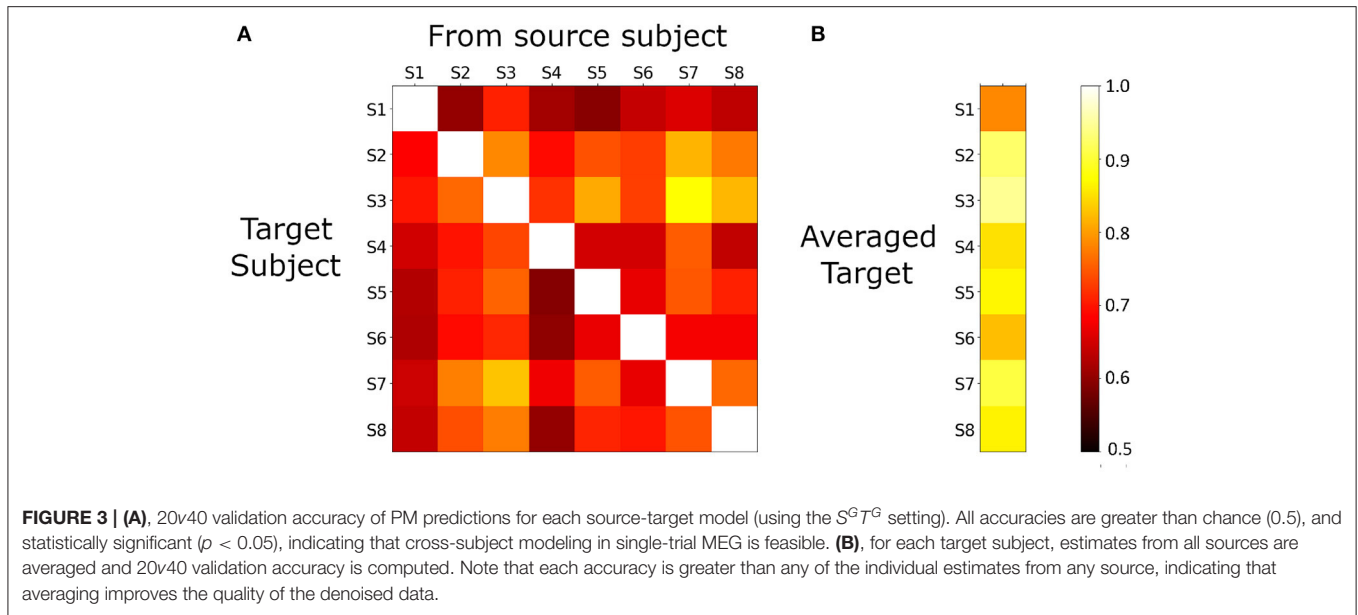 A
From source subject
B
S1 S2 S3 S4 S5 S6 S7 S8
S1
S2
S3
S4
S5
S6
S7
S8
Target
Subject
Averaged
Target
S1
S2
S3
S4
S5
S6
S7
S8
1.0
0.9
0.8
0.7
0.6
0.5
FIGURE 3 | (A), 20v40 validation accuracy of PM predictions for each source-target model (using the SᴳTᴳ setting). All accuracies are greater than chance (0.5), and
statistically significant (p < 0.05), indicating that cross-subject modeling in single-trial MEG is feasible. (B), for each target subject, estimates from all sources are
averaged and 20v40 validation accuracy is computed. Note that each accuracy is greater than any of the individual estimates from any source, indicating that
averaging improves the quality of the denoised data.